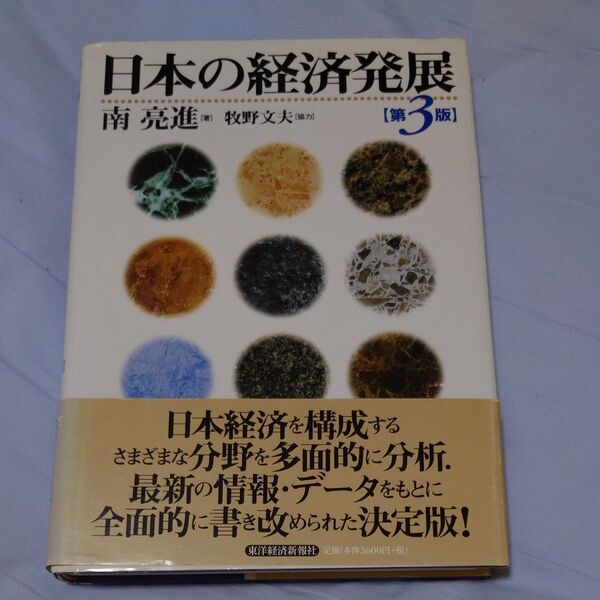 日本の経済発展
南 亮進[著] 牧野文夫[協力] 【第3版】
日本経済を構成する
さまざまな分野を多面的に分析.
最新の情報・データをもとに
全面的に書き改められた決定版!
東洋経済新報社 定価(本体3600円+税)